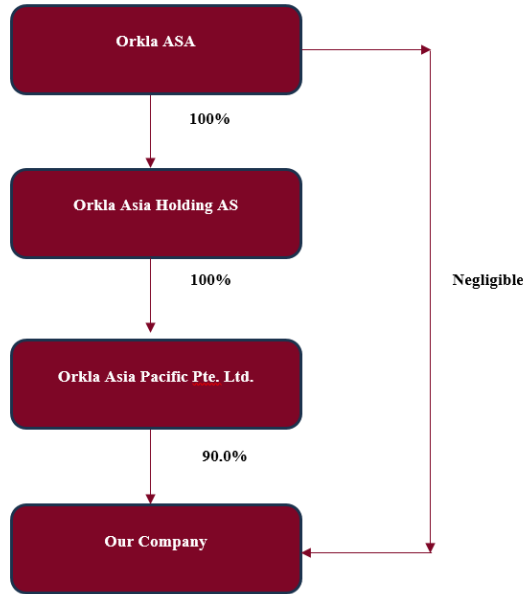 Orkla ASA
100%
Orkla Asia Holding AS
100%
Negligible
Orkla Asia Pacific Pte. Ltd.
90.0%
Our Company